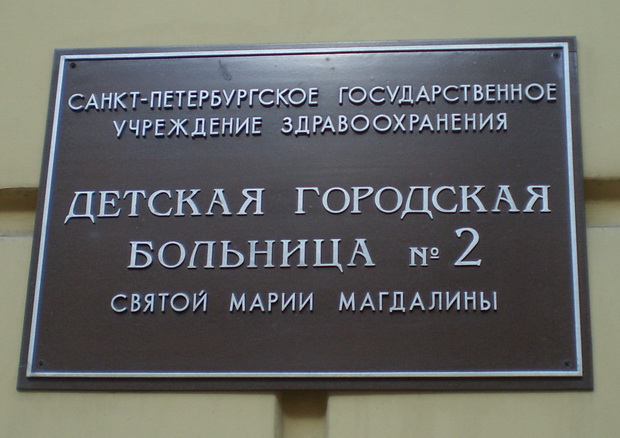 САНКТ-ПЕТЕРБУРГСКОЕ ГОСУДАРСТВЕННОЕ
УЧРЕЖДЕНИЕ ЗДРАВООХРАНЕНИЯ
ДЕТСКАЯ ГОРОДСКАЯ
БОЛЬНИЦА № 2
СВЯТОЙ МАРИИ МАГДАЛИНЫ